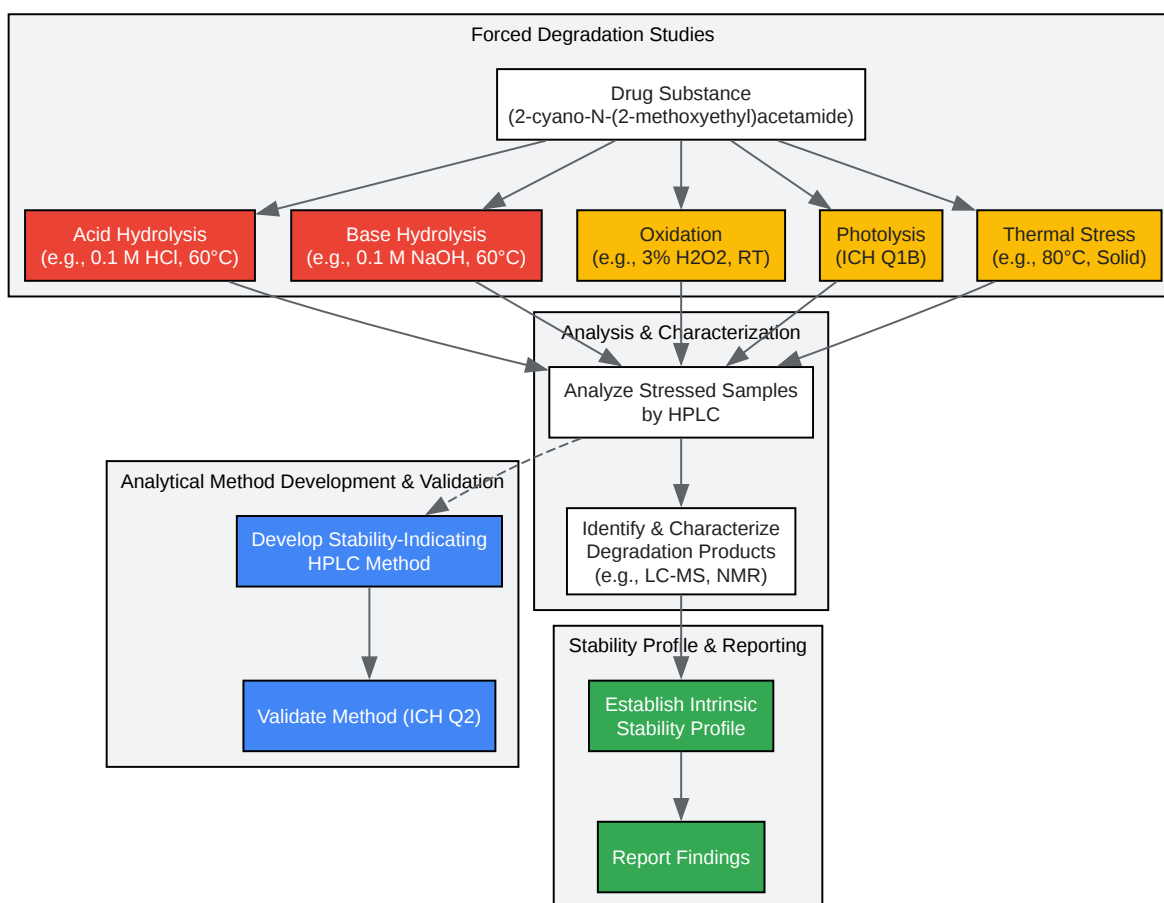 Forced Degradation Studies
Drug Substance
(2-cyano-N-(2-methoxyethyl)acetamide)
Acid Hydrolysis
(e.g., 0.1 M HCl, 60°C)
Base Hydrolysis
(e.g., 0.1 M NaOH, 60°C)
Oxidation
(e.g., 3% H2O2, RT)
Photolysis
(ICH Q1B)
Thermal Stress
(e.g., 80°C, Solid)
Analysis & Characterization
Analyze Stressed Samples
by HPLC
Analytical Method Development & Validation
Develop Stability-Indicating
HPLC Method
Identify & Characterize
Degradation Products
(e.g., LC-MS, NMR)
Stability Profile & Reporting
Validate Method (ICH Q2)
Establish Intrinsic
Stability Profile
Report Findings